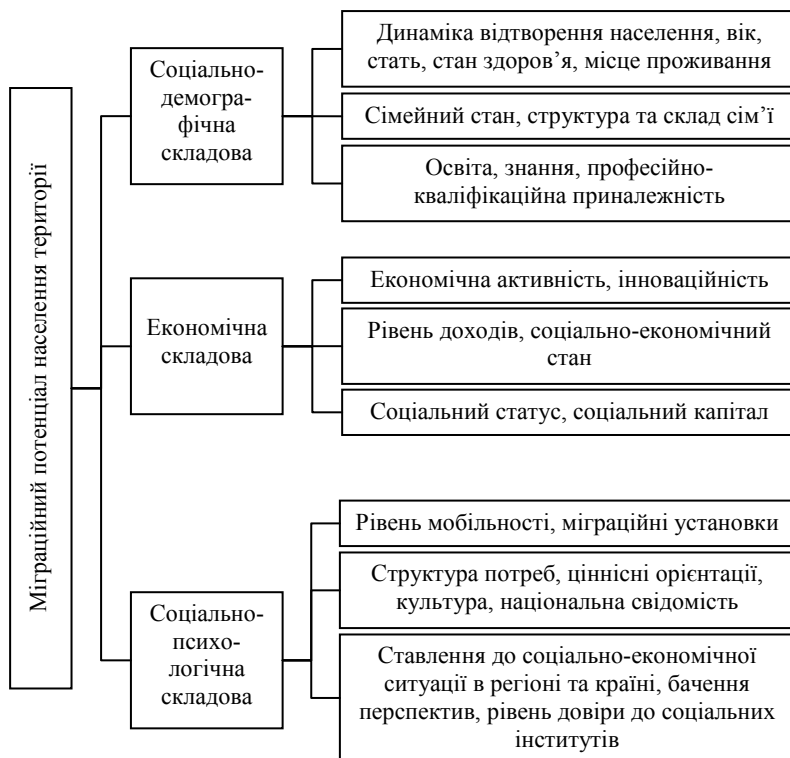 Міграційний потенціал населення території
Соціально-
демогра-
фічна
складова
Динаміка відтворення населення, вік,
стать, стан здоров’я, місце проживання
Сімейний стан, структура та склад сім’ї
Освіта, знання, професійно-
кваліфікаційна приналежність
Економічна
складова
Економічна активність, інноваційність
Рівень доходів, соціально-економічний
стан
Соціальний статус, соціальний капітал
Соціально-
психо-
логічна
складова
Рівень мобільності, міграційні установки
Структура потреб, ціннісні орієнтації,
культура, національна свідомість
Ставлення до соціально-економічної
ситуації в регіоні та країні, бачення
перспектив, рівень довіри до соціальних
інститутів